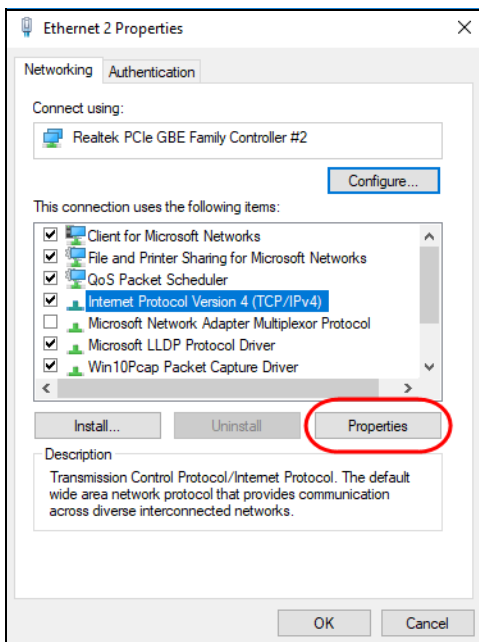 Ethernet 2 Properties
Networking Authentication
Connect using:
Realtek PCIe GBE Family Controller #2
Configure...
This connection uses the following items:
Client for Microsoft Networks
File and Printer Sharing for Microsoft Networks
QoS Packet Scheduler
Internet Protocol Version 4 (TCP/IPv4)
Microsoft Network Adapter Multiplexor Protocol
Microsoft LLDP Protocol Driver
Win10Pcap Packet Capture Driver
Install... Uninstall Properties
Description
Transmission Control Protocol/Internet Protocol. The default
wide area network protocol that provides communication
across diverse interconnected networks.
OK Cancel